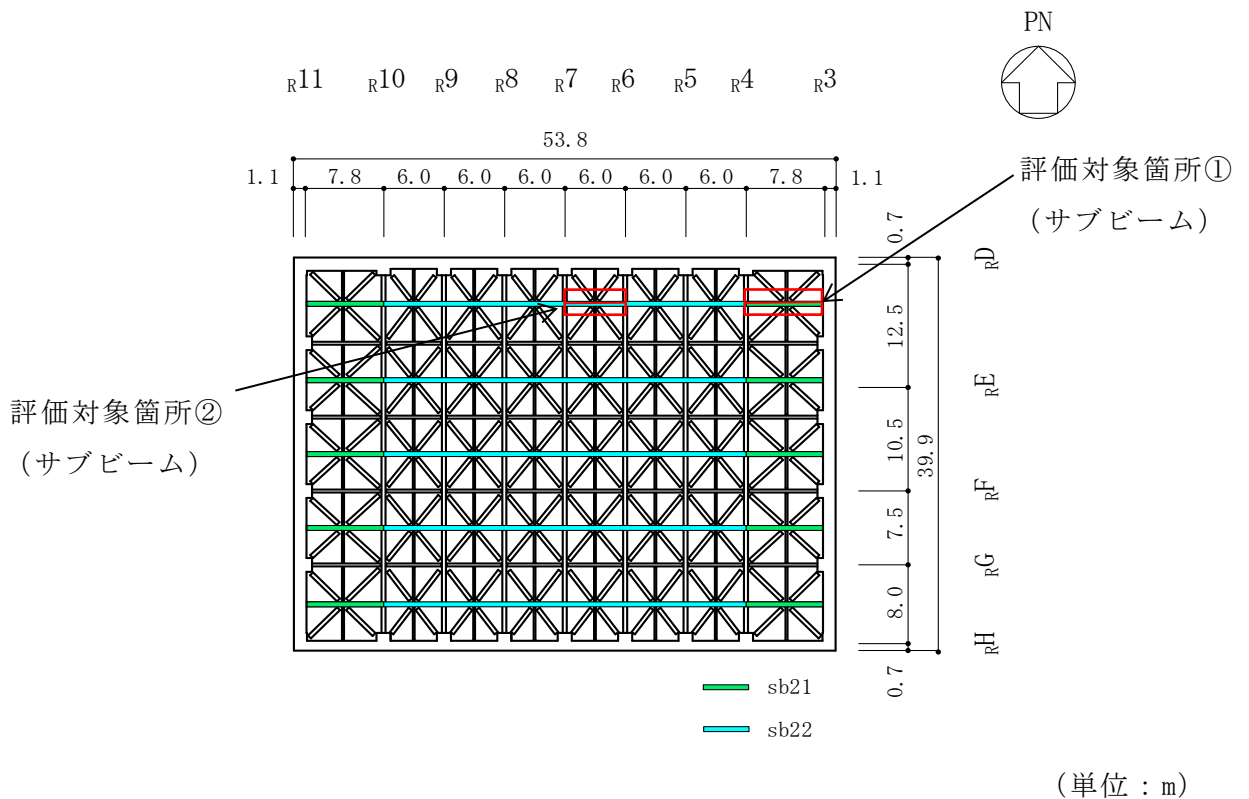 PN
R11 R10 R9 R8 R7 R6 R5 R4 R3
53.8
1.1 7.8 6.0 6.0 6.0 6.0 6.0 6.0 7.8 1.1
評価対象箇所①
(サブビーム)
0.7
RD
12.5
RE
10.5
39.9
RF
7.5
RG
8.0
RH
0.7
評価対象箇所②
(サブビーム)
sb21
sb22
(単位:m)